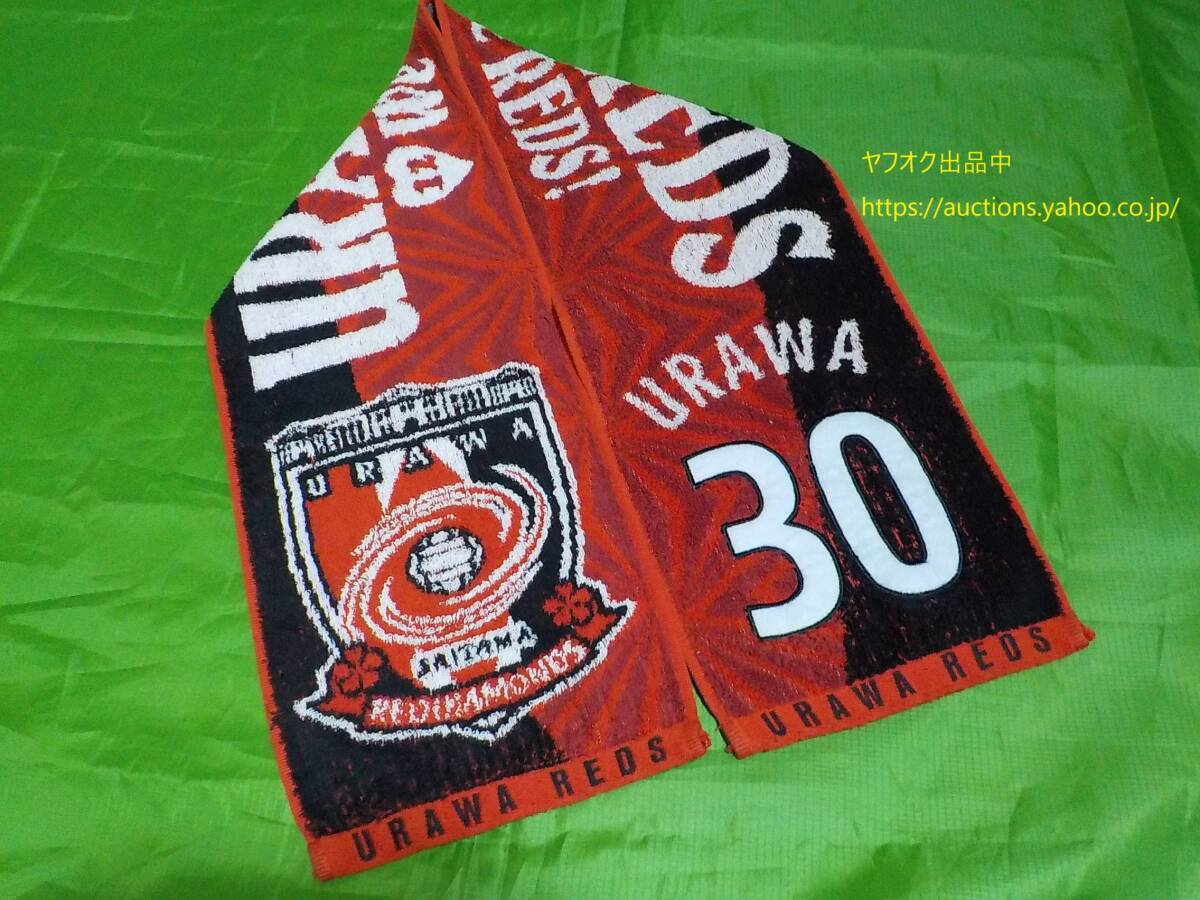 REDS!
URAWA
30
URAWA
SAITAMA
REDDIAMONDS
URAWA REDS
URAWA REDS
ヤフオク出品中
https://auctions.yahoo.co.jp/